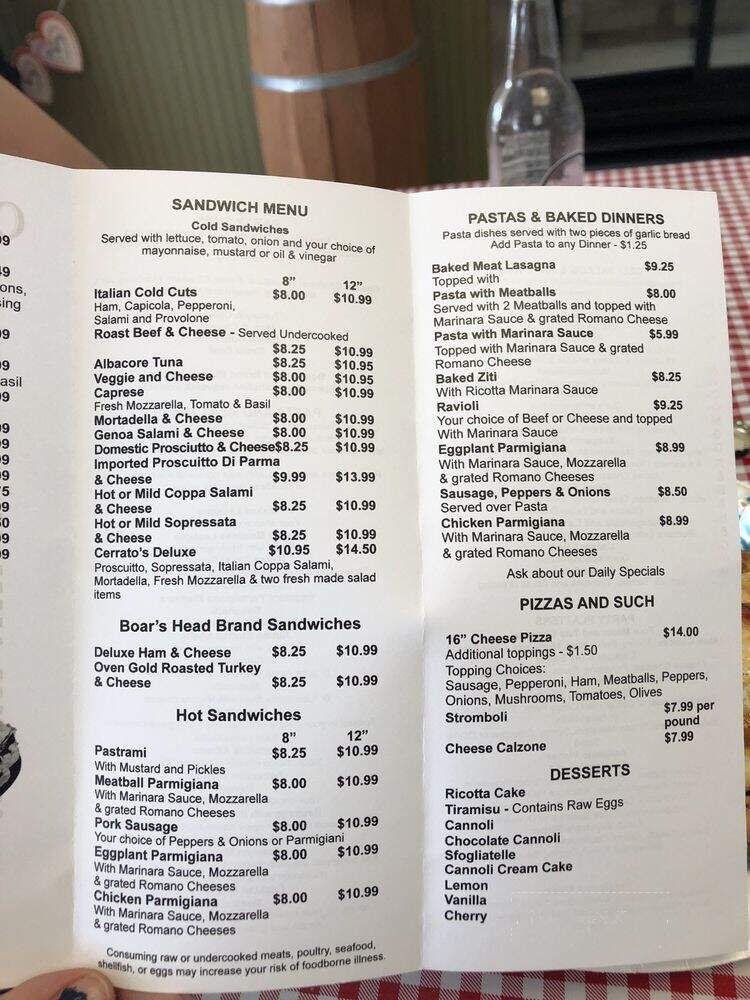 9
49
ons,
sing
9
99
asil
99
99
99
9
99
5
9
0
99
SANDWICH MENU
Cold Sandwiches
Served with lettuce, tomato, onion and your choice of
mayonnaise, mustard or oil & vinegar
8” 12”
Italian Cold Cuts $8.00 $10.99
Ham, Capicola, Pepperoni,
Salami and Provolone
Roast Beef & Cheese - Served Undercooked
$8.25 $10.99
Albacore Tuna $8.25 $10.95
Veggie and Cheese $8.00 $10.95
Caprese $8.00 $10.99
Fresh Mozzarella, Tomato & Basil
Mortadella & Cheese $8.00 $10.99
Genoa Salami & Cheese $8.00 $10.99
Domestic Prosciutto & Cheese$8.25 $10.99
Imported Proscuitto Di Parma
& Cheese $9.99 $13.99
Hot or Mild Coppa Salami
& Cheese $8.25 $10.99
Hot or Mild Sopressata
& Cheese $8.25 $10.99
Cerrato's Deluxe $10.95 $14.50
Proscuitto, Sopressata, Italian Coppa Salami,
Mortadella, Fresh Mozzarella & two fresh made salad
items
Boar's Head Brand Sandwiches
Deluxe Ham & Cheese $8.25 $10.99
Oven Gold Roasted Turkey
& Cheese $8.25 $10.99
Hot Sandwiches
8” 12”
Pastrami $8.25 $10.99
With Mustard and Pickles
Meatball Parmigiana $8.00 $10.99
With Marinara Sauce, Mozzarella
& grated Romano Cheeses
Pork Sausage $8.00 $10.99
Your choice of Peppers & Onions or Parmigiani
Eggplant Parmigiana $8.00 $10.99
With Marinara Sauce, Mozzarella
& grated Romano Cheeses
Chicken Parmigiana $8.00 $10.99
With Marinara Sauce, Mozzarella
& grated Romano Cheeses
Consuming raw or undercooked meats, poultry, seafood,
shellfish, or eggs may increase your risk of foodborne illness.
PASTAS & BAKED DINNERS
Pasta dishes served with two pieces of garlic bread
Add Pasta to any Dinner - $1.25
Baked Meat Lasagna $9.25
Topped with
Pasta with Meatballs $8.00
Served with 2 Meatballs and topped with
Marinara Sauce & grated Romano Cheese
Pasta with Marinara Sauce $5.99
Topped with Marinara Sauce & grated
Romano Cheese
Baked Ziti $8.25
With Ricotta Marinara Sauce
Ravioli $9.25
Your choice of Beef or Cheese and topped
With Marinara Sauce
Eggplant Parmigiana $8.99
With Marinara Sauce, Mozzarella
& grated Romano Cheeses
Sausage, Peppers & Onions $8.50
Served over Pasta
Chicken Parmigiana $8.99
With Marinara Sauce, Mozzarella
& grated Romano Cheeses
Ask about our Daily Specials
PIZZAS AND SUCH
16” Cheese Pizza $14.00
Additional toppings - $1.50
Topping Choices:
Sausage, Pepperoni, Ham, Meatballs, Peppers,
Onions, Mushrooms, Tomatoes, Olives
Stromboli $7.99 per
pound
Cheese Calzone $7.99
DESSERTS
Ricotta Cake
Tiramisu - Contains Raw Eggs
Cannoli
Chocolate Cannoli
Sfogliatelle
Cannoli Cream Cake
Lemon
Vanilla
Cherry